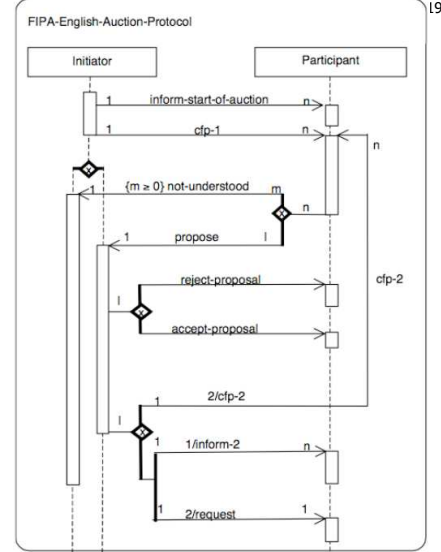 19
FIPA-English-Auction-Protocol
Initiator Participant
1 inform-start-of-auction n
1 cfp-1 n
n
1 {m ≥ 0} not-understood m
x n
1 propose l
reject-proposal
cfp-2
l x
accept-proposal
1 2/cfp-2
l x
1 1/inform-2 n
1 2/request 1